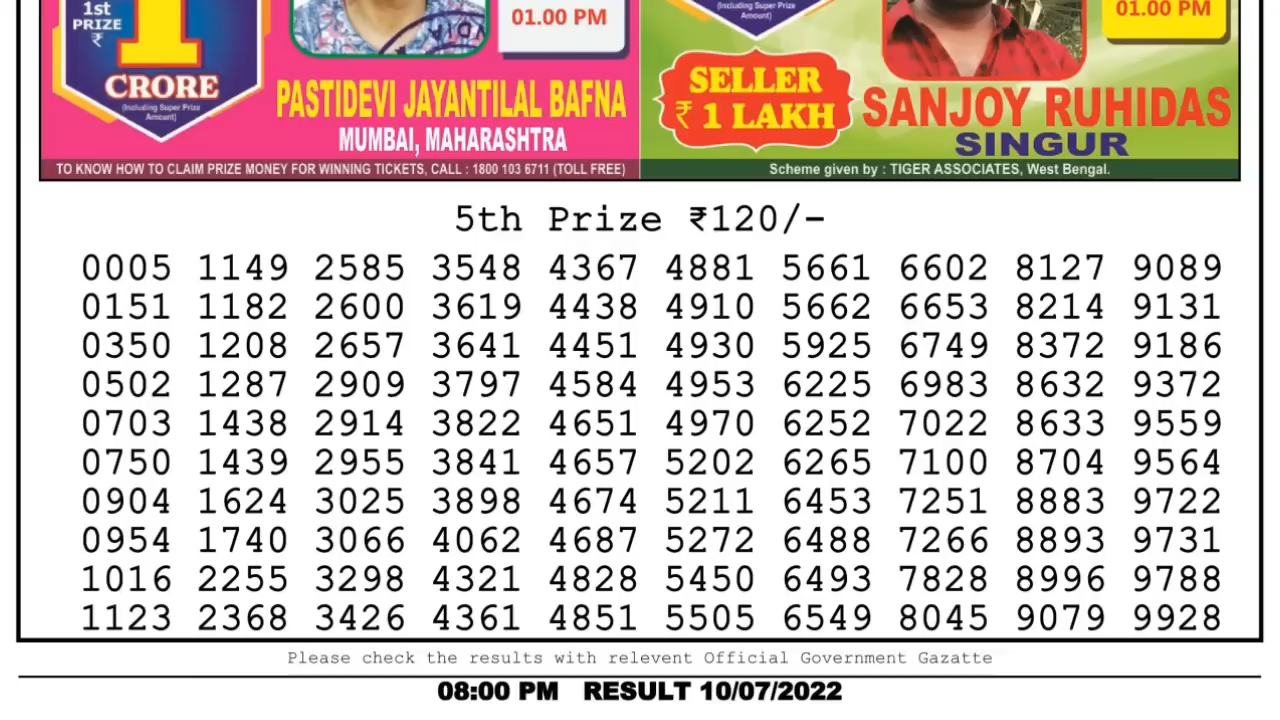 1st
PRIZE
₹
1
CRORE
(Including Super Prize
Amount)
01.00 PM
PASTIDEVI JAYANTILAL BAFNA
MUMBAI, MAHARASHTRA
TO KNOW HOW TO CLAIM PRIZE MONEY FOR WINNING TICKETS, CALL : 1800 103 6711 (TOLL FREE)
(Including Super Prize
Amount)
01.00 PM
SELLER
₹ 1 LAKH
SANJOY RUHIDAS
SINGUR
Scheme given by : TIGER ASSOCIATES, West Bengal.
5th Prize ₹120/-
0005 1149 2585 3548 4367 4881 5661 6602 8127 9089
0151 1182 2600 3619 4438 4910 5662 6653 8214 9131
0350 1208 2657 3641 4451 4930 5925 6749 8372 9186
0502 1287 2909 3797 4584 4953 6225 6983 8632 9372
0703 1438 2914 3822 4651 4970 6252 7022 8633 9559
0750 1439 2955 3841 4657 5202 6265 7100 8704 9564
0904 1624 3025 3898 4674 5211 6453 7251 8883 9722
0954 1740 3066 4062 4687 5272 6488 7266 8893 9731
1016 2255 3298 4321 4828 5450 6493 7828 8996 9788
1123 2368 3426 4361 4851 5505 6549 8045 9079 9928
Please check the results with relevent Official Government Gazatte
08:00 PM RESULT 10/07/2022